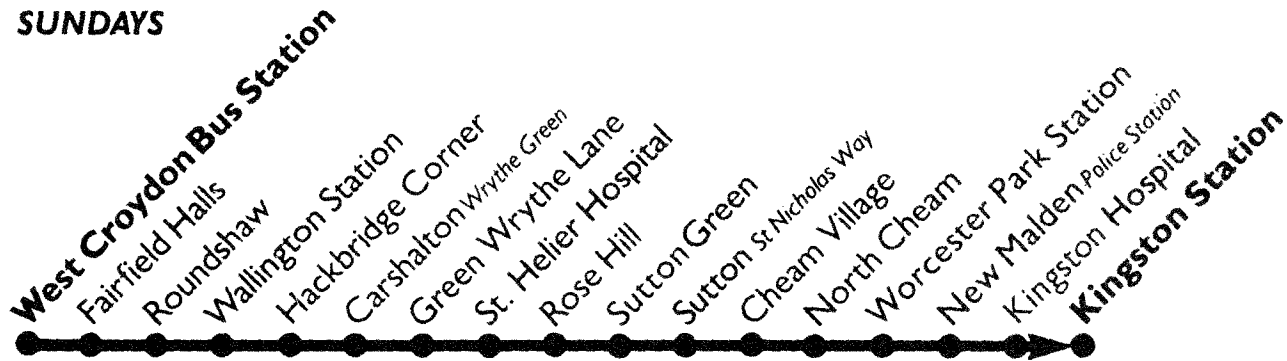 SUNDAYS
West Croydon Bus Station
Fairfield Halls
Roundshaw
Wallington Station
Hackbridge Corner
Carshalton Wrythe Green
Green Wrythe Lane
St. Helier Hospital
Rose Hill
Sutton Green
Sutton St Nicholas Way
Cheam Village
North Cheam
Worcester Park Station
New Malden Police Station
Kingston Hospital
Kingston Station